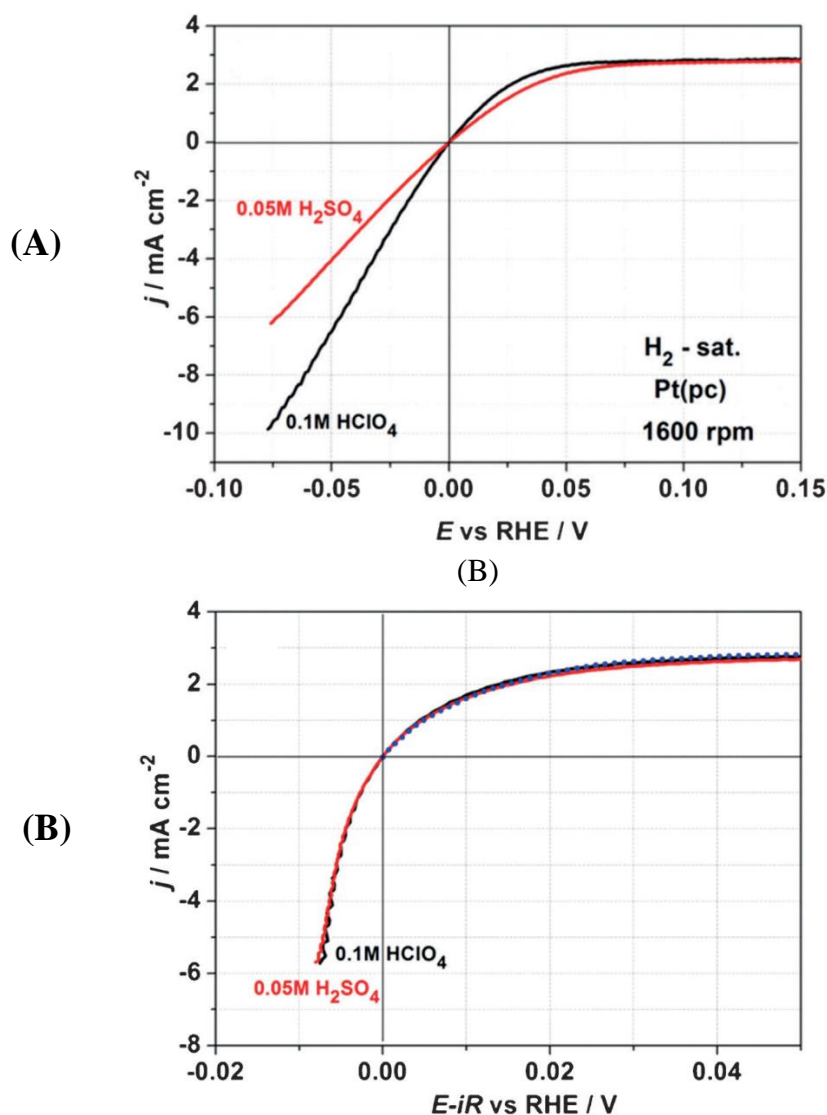 (A)
4
2
0
-2
-4
-6
-8
-10
j / mA cm⁻²
0.05M H₂SO₄
0.1M HClO₄
H₂ - sat.
Pt(pc)
1600 rpm
-0.10 -0.05 0.00 0.05 0.10 0.15
E vs RHE / V
(B)
(B)
4
2
0
-2
-4
-6
-8
j / mA cm⁻²
0.1M HClO₄
0.05M H₂SO₄
-0.02 0.00 0.02 0.04
E-iR vs RHE / V